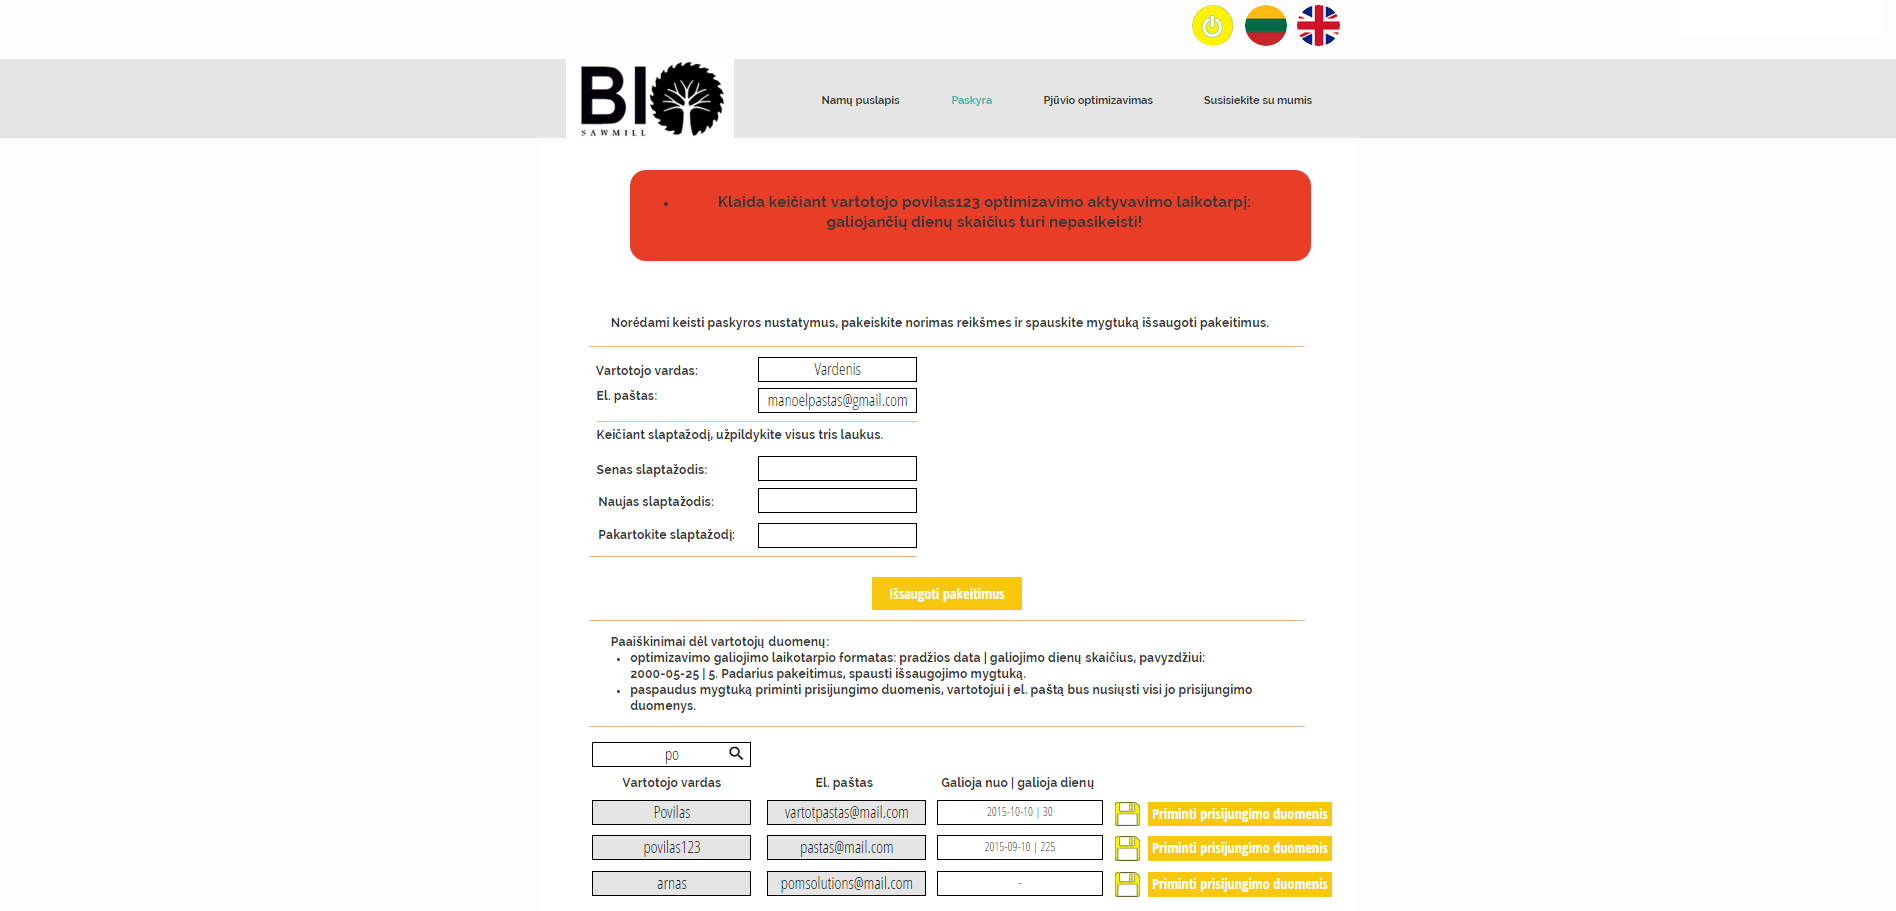 BIO
SAWMILL
Namų puslapis
Paskyra
Pjūvio optimizavimas
Susisiekite su mumis
• Klaida keičiant vartotojo povilas123 optimizavimo aktyvavimo laikotarpį:
galiojančių dienų skaičius turi nepasikeisti!
Norėdami keisti paskyros nustatymus, pakeiskite norimas reikšmes ir spauskite mygtuką išsaugoti pakeitimus.
Vartotojo vardas: Vardenis
El. paštas: manoelpastas@gmail.com
Keičiant slaptažodį, užpildykite visus tris laukus.
Senas slaptažodis:
Naujas slaptažodis:
Pakartokite slaptažodį:
Išsaugoti pakeitimus
Paaiškinimai dėl vartotojų duomenų:
• optimizavimo galiojimo laikotarpio formatas: pradžios data | galiojimo dienų skaičius, pavyzdžiui:
2000-05-25 | 5. Padarius pakeitimus, spausti išsaugojimo mygtuką.
• paspaudus mygtuką priminti prisijungimo duomenis, vartotojui į el. paštą bus nusiųsti visi jo prisijungimo
duomenys.
po
Vartotojo vardas El. paštas Galioja nuo | galioja dienų
Povilas vartotpastas@mail.com 2015-10-10 | 30 Priminti prisijungimo duomenis
povilas123 pastas@mail.com 2015-09-10 | 225 Priminti prisijungimo duomenis
arnas pomsolutions@mail.com - Priminti prisijungimo duomenis